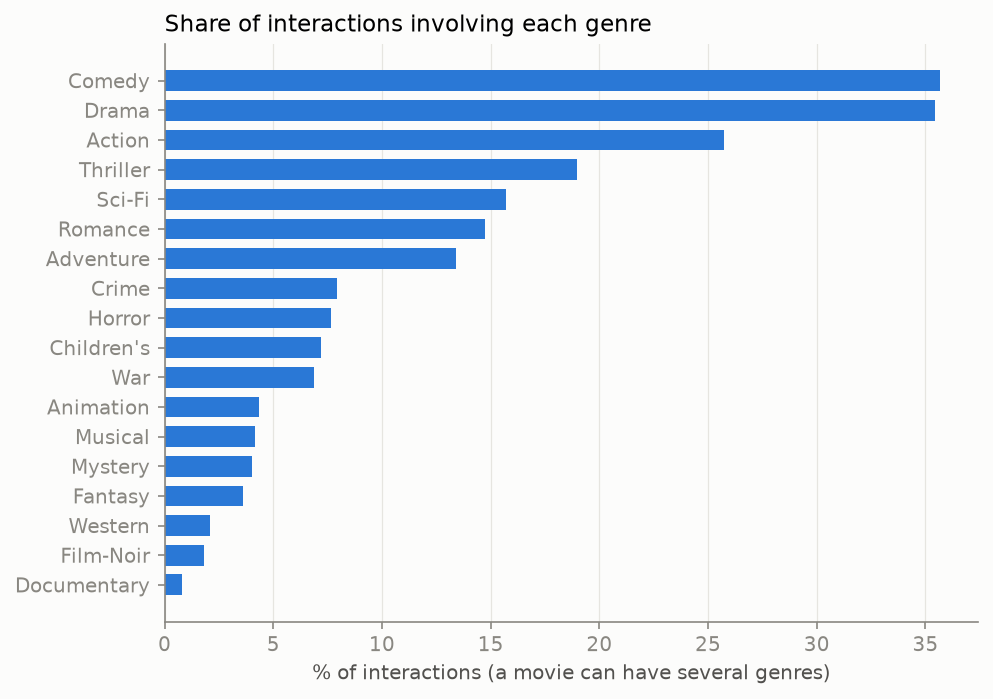 Share of interactions involving each genre
Comedy
Drama
Action
Thriller
Sci-Fi
Romance
Adventure
Crime
Horror
Children's
War
Animation
Musical
Mystery
Fantasy
Western
Film-Noir
Documentary
0 5 10 15 20 25 30 35
% of interactions (a movie can have several genres)